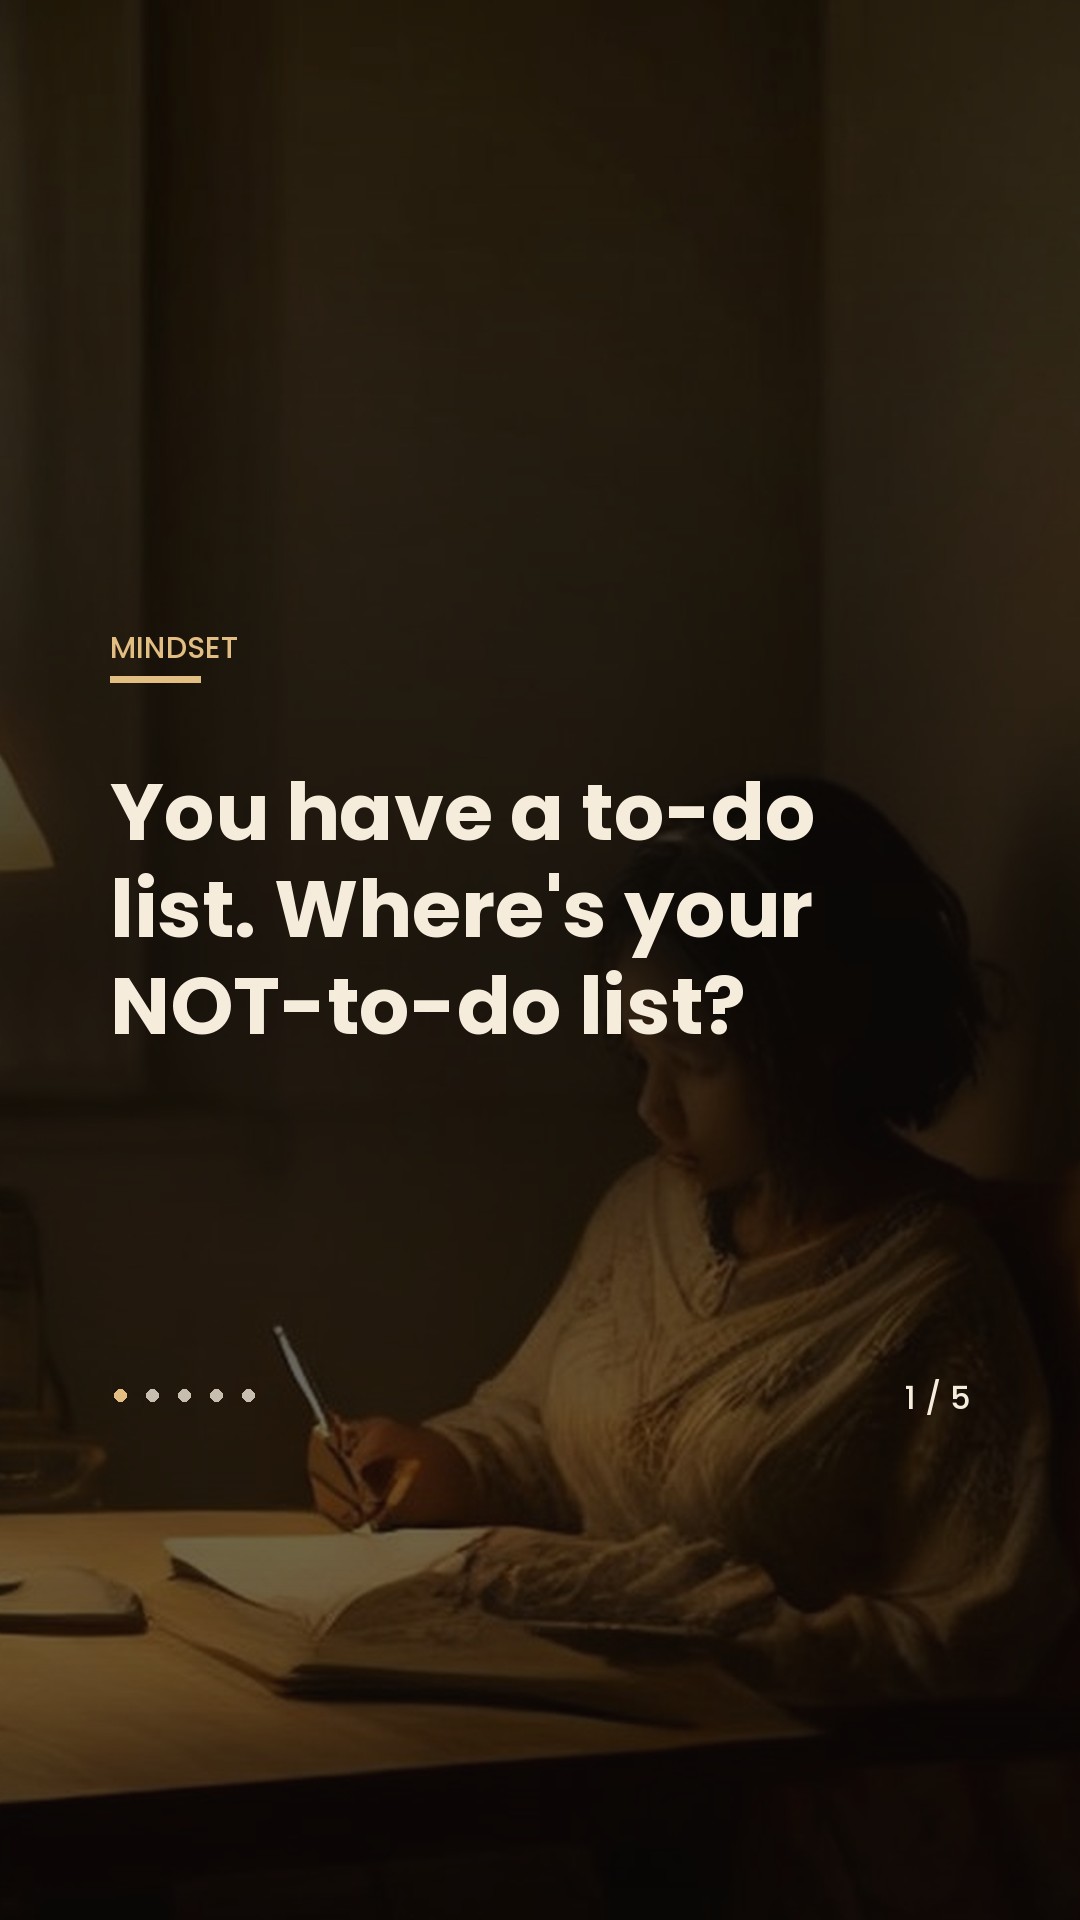 MINDSET
You have a to-do
list. Where's your
NOT-to-do list?
1 / 5